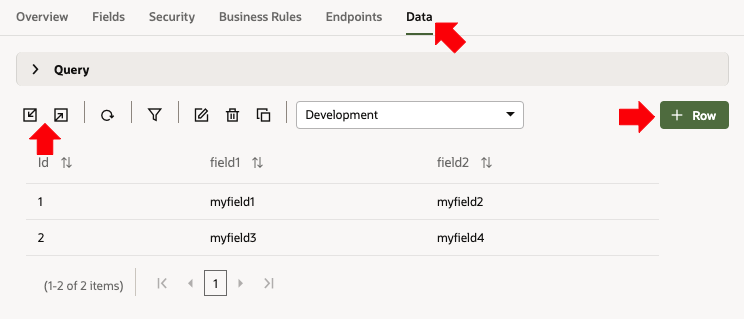 Overview Fields Security Business Rules Endpoints Data
Query
Development
+ Row
Id field1 field2
1 myfield1 myfield2
2 myfield3 myfield4
(1-2 of 2 items) 1